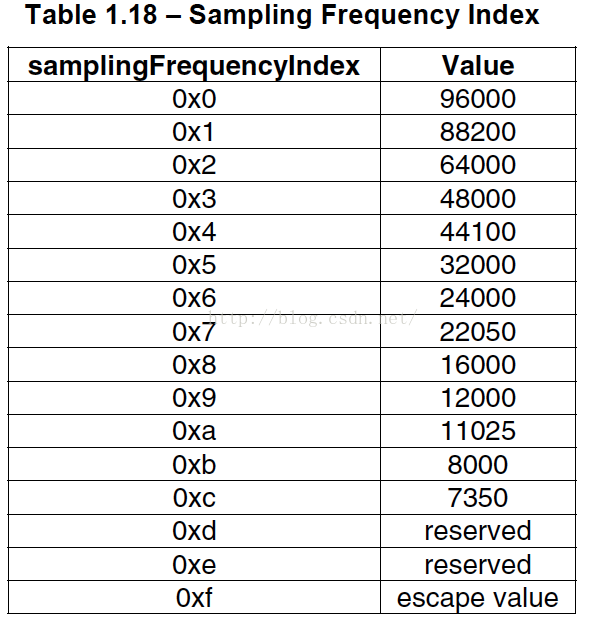 Table 1.18 – Sampling Frequency Index
samplingFrequencyIndex Value
0x0 96000
0x1 88200
0x2 64000
0x3 48000
0x4 44100
0x5 32000
0x6 24000
http://blog.csdn.net/
0x7 22050
0x8 16000
0x9 12000
0xa 11025
0xb 8000
0xc 7350
0xd reserved
0xe reserved
0xf escape value